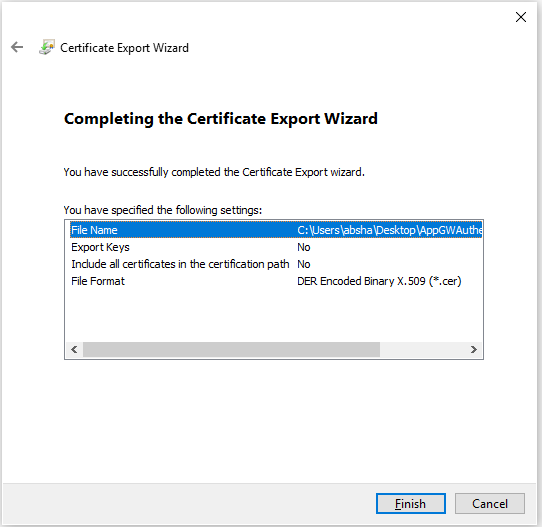 Certificate Export Wizard
Completing the Certificate Export Wizard
You have successfully completed the Certificate Export wizard.
You have specified the following settings:
File Name C:\Users\absha\Desktop\AppGWAuthe
Export Keys No
Include all certificates in the certification path No
File Format DER Encoded Binary X.509 (*.cer)
Finish Cancel